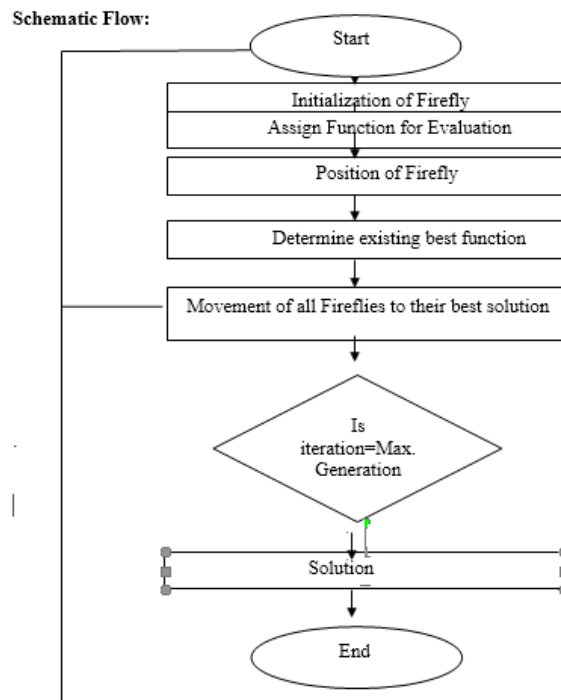 Schematic Flow:
Start
Initialization of Firefly
Assign Function for Evaluation
Position of Firefly
Determine existing best function
Movement of all Fireflies to their best solution
Is
iteration=Max.
Generation
Solution
End